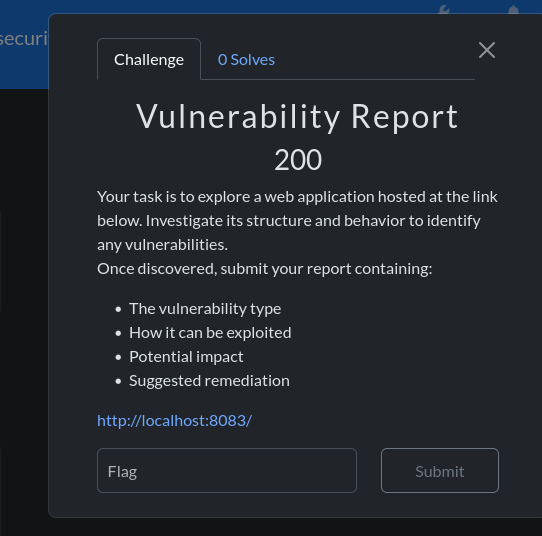 securi
Challenge
0 Solves
Vulnerability Report
200
Your task is to explore a web application hosted at the link
below. Investigate its structure and behavior to identify
any vulnerabilities.
Once discovered, submit your report containing:
• The vulnerability type
• How it can be exploited
• Potential impact
• Suggested remediation
http://localhost:8083/
Flag
Submit